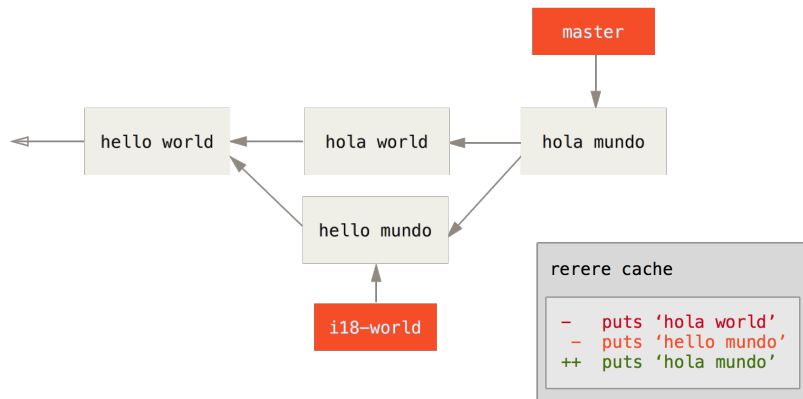 master
hello world
hola world
hola mundo
hello mundo
i18-world
rerere cache
- puts ‘hola world’
- puts ‘hello mundo’
++ puts ‘hola mundo’